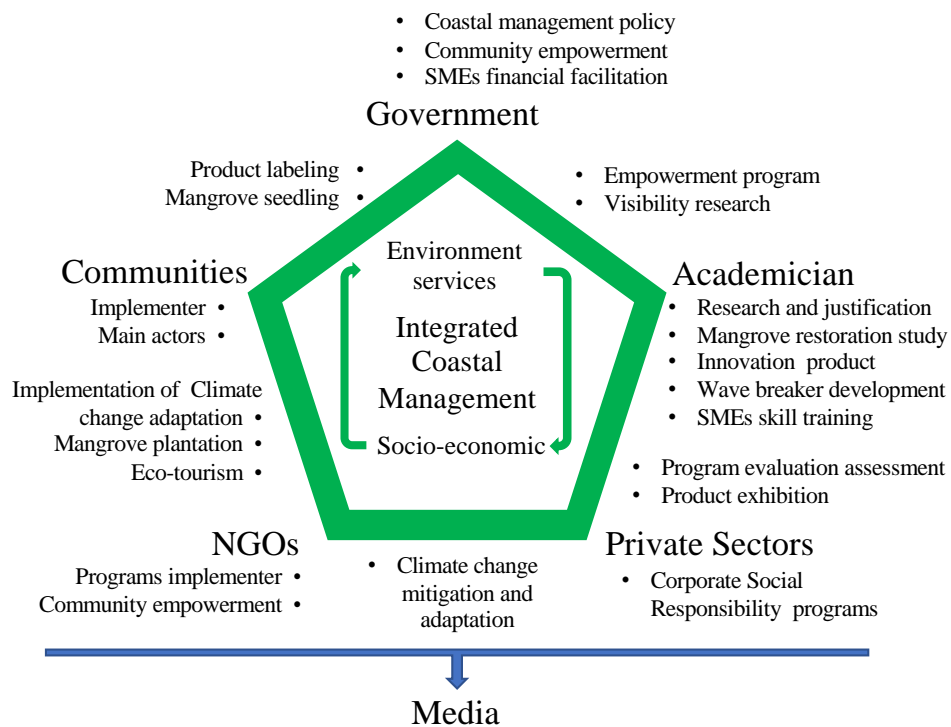 • Coastal management policy
• Community empowerment
• SMEs financial facilitation
Government
Product labeling •
Mangrove seedling •
• Empowerment program
• Visibility research
Communities
Implementer •
Main actors •
Environment
services
Integrated
Coastal
Management
Socio-economic
Academician
• Research and justification
• Mangrove restoration study
• Innovation product
• Wave breaker development
• SMEs skill training
Implementation of Climate
change adaptation •
Mangrove plantation •
Eco-tourism •
• Program evaluation assessment
• Product exhibition
NGOs
Programs implementer •
Community empowerment •
• Climate change
mitigation and
adaptation
Private Sectors
• Corporate Social
Responsibility programs
Media